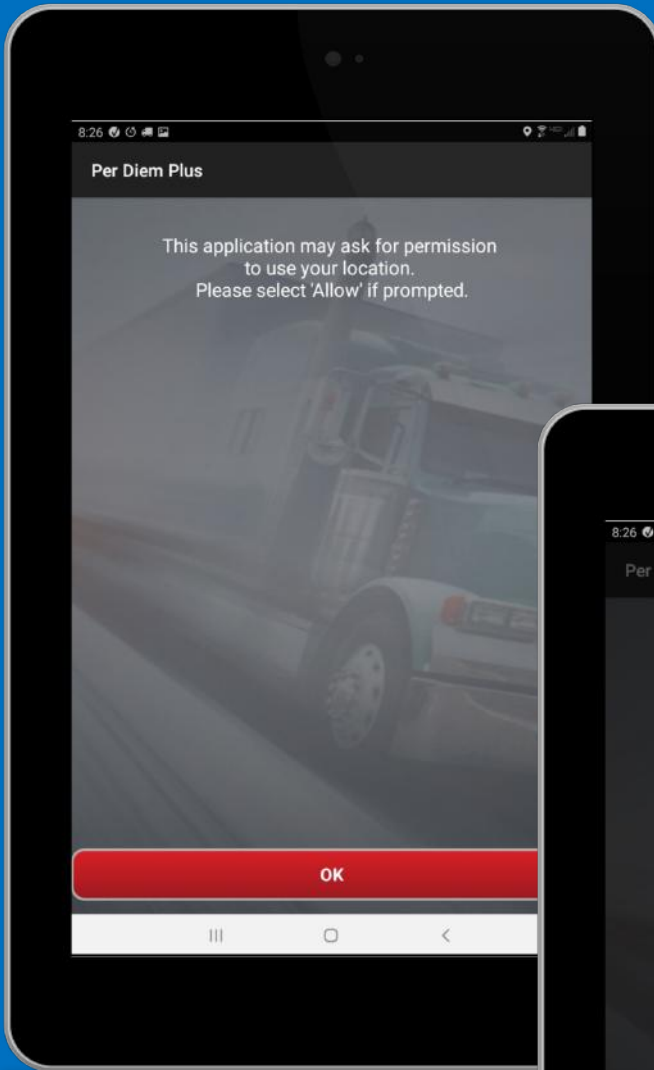 8:26
Per Diem Plus
This application may ask for permission
to use your location.
Please select 'Allow' if prompted.
OK
8:26
Per